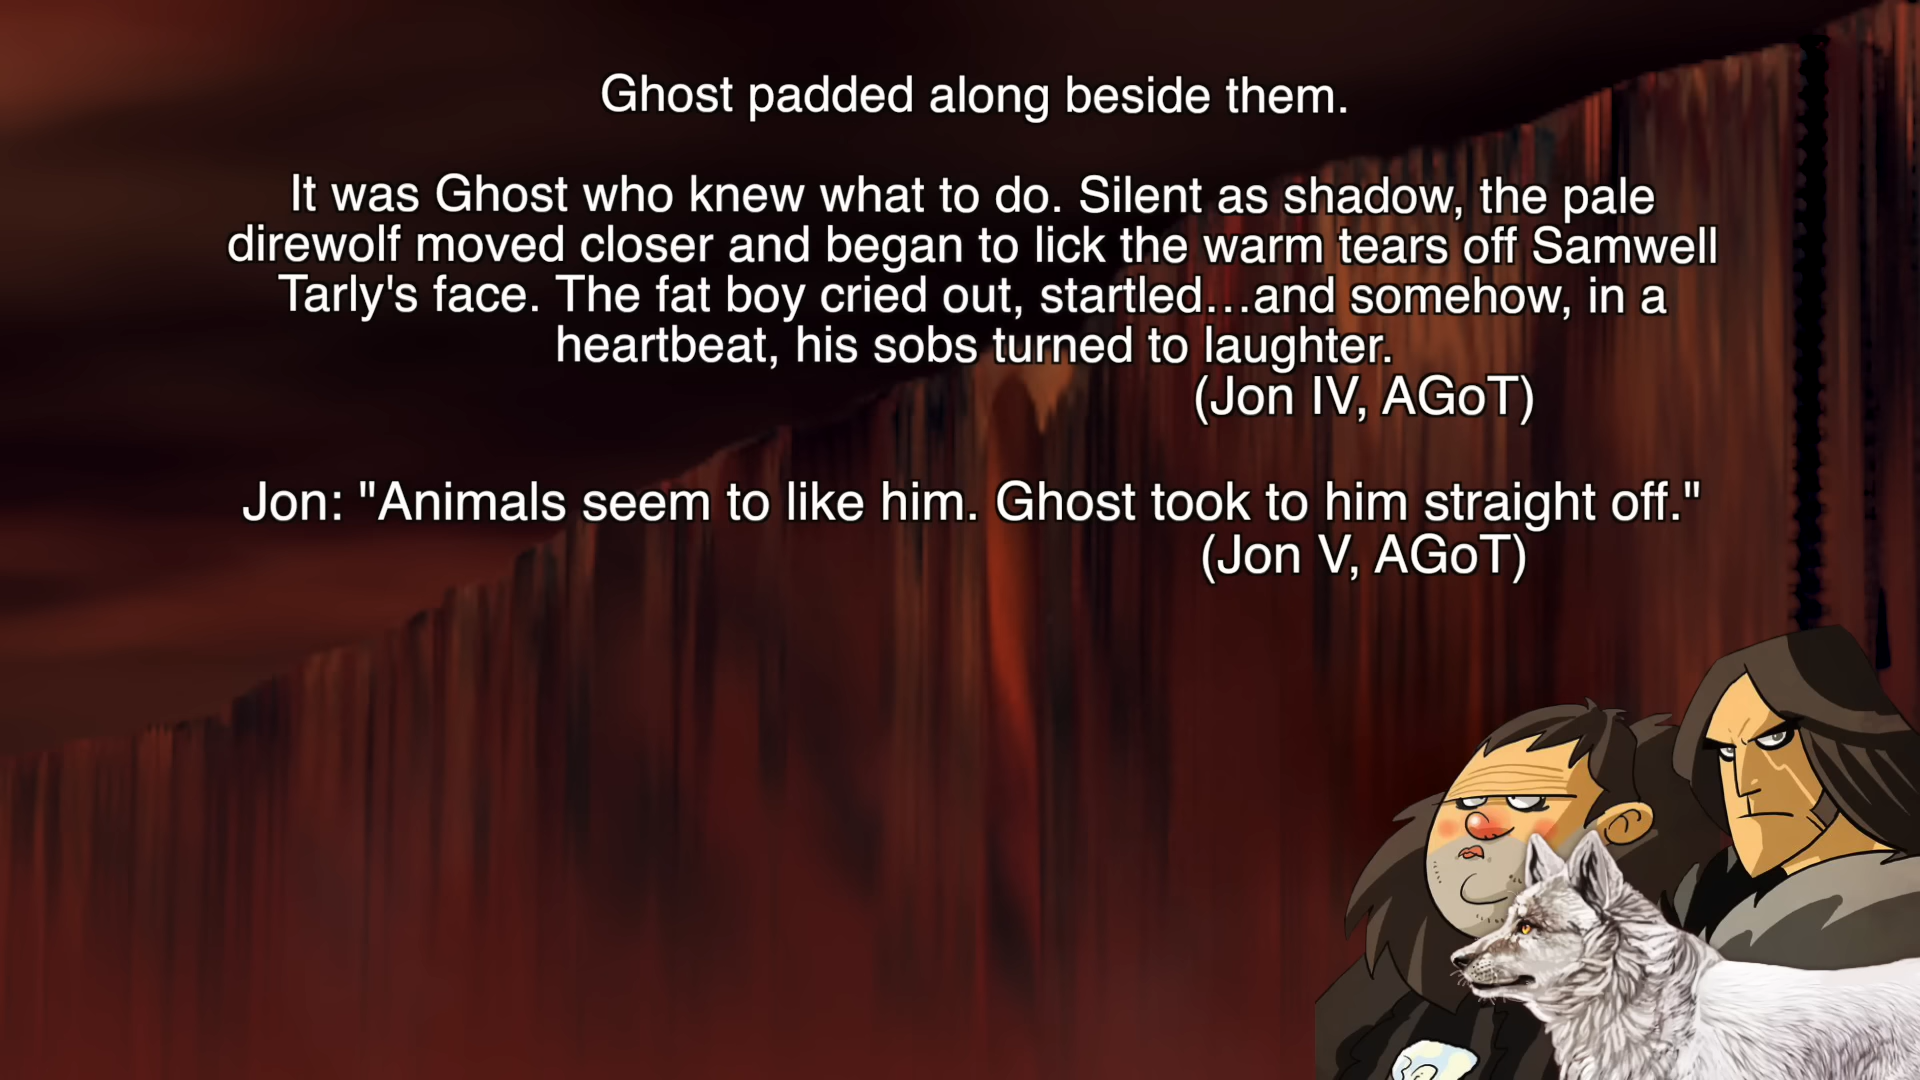 Ghost padded along beside them.
It was Ghost who knew what to do. Silent as shadow, the pale
direwolf moved closer and began to lick the warm tears off Samwell
Tarly's face. The fat boy cried out, startled…and somehow, in a
heartbeat, his sobs turned to laughter.
(Jon IV, AGoT)
Jon: "Animals seem to like him. Ghost took to him straight off."
(Jon V, AGoT)